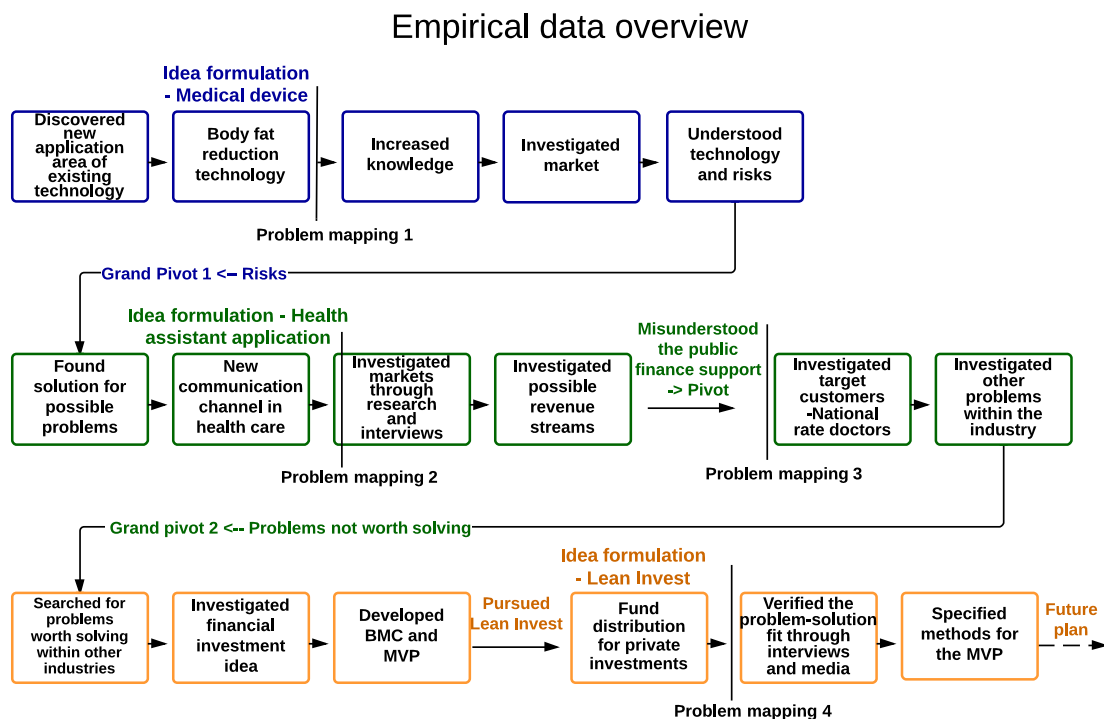 Empirical data overview
Idea formulation
- Medical device
Discovered
new
application
area of
existing
technology
Body fat
reduction
technology
Increased
knowledge
Investigated
market
Understood
technology
and risks
Problem mapping 1
Grand Pivot 1 <-- Risks
Idea formulation - Health
assistant application
Misunderstood
the public
finance support
-> Pivot
Found
solution for
possible
problems
New
communication
channel in
health care
Investigated
markets
through
research
and
interviews
Investigated
possible
revenue
streams
Investigated
target
customers
-National
rate doctors
Investigated
other
problems
within the
industry
Problem mapping 2
Problem mapping 3
Grand pivot 2 <-- Problems not worth solving
Idea formulation
- Lean Invest
Searched for
problems
worth solving
within other
industries
Investigated
financial
investment
idea
Developed
BMC and
MVP
Pursued
Lean Invest
Fund
distribution
for private
investments
Verified the
problem-solution
fit through
interviews
and media
Specified
methods for
the MVP
Future
plan
Problem mapping 4